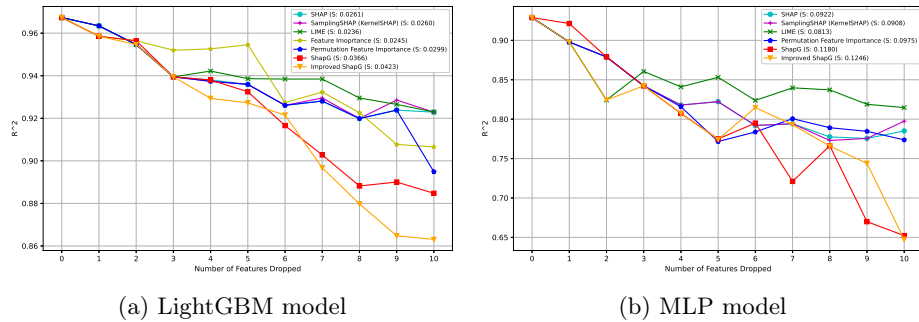 SHAP (S: 0.0261)
SamplingSHAP (KernelSHAP) (S: 0.0260)
LIME (S: 0.0236)
Feature Importance (S: 0.0245)
Permutation Feature Importance (S: 0.0299)
ShapG (S: 0.0366)
Improved ShapG (S: 0.0423)
0.96
0.94
0.92
0.90
0.88
0.86
R^2
0 1 2 3 4 5 6 7 8 9 10
Number of Features Dropped
(a) LightGBM model
SHAP (S: 0.0922)
SamplingSHAP (KernelSHAP) (S: 0.0908)
LIME (S: 0.0813)
Permutation Feature Importance (S: 0.0975)
ShapG (S: 0.1180)
Improved ShapG (S: 0.1246)
0.90
0.85
0.80
0.75
0.70
0.65
R^2
0 1 2 3 4 5 6 7 8 9 10
Number of Features Dropped
(b) MLP model